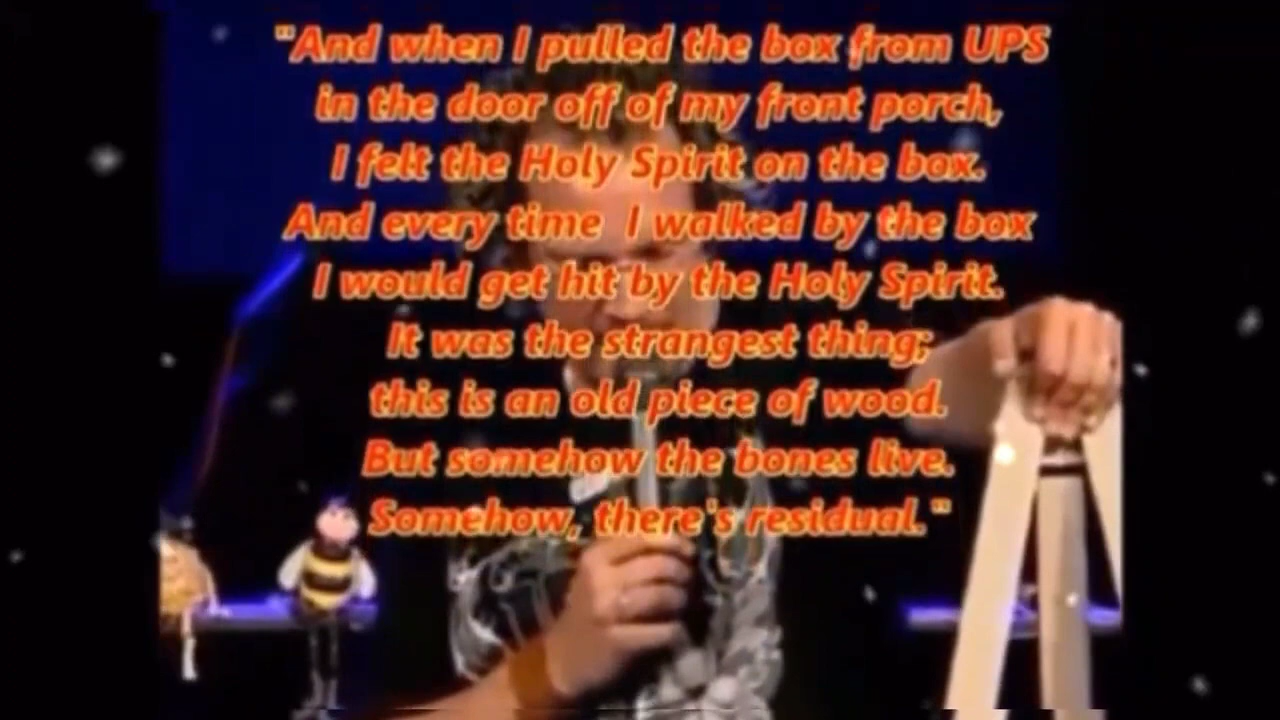 "And when I pulled the box from UPS
in the door off of my front porch,
I felt the Holy Spirit on the box.
And every time I walked by the box
I would get hit by the Holy Spirit.
It was the strangest thing;
this is an old piece of wood.
But somehow the bones live.
Somehow, there's residual."